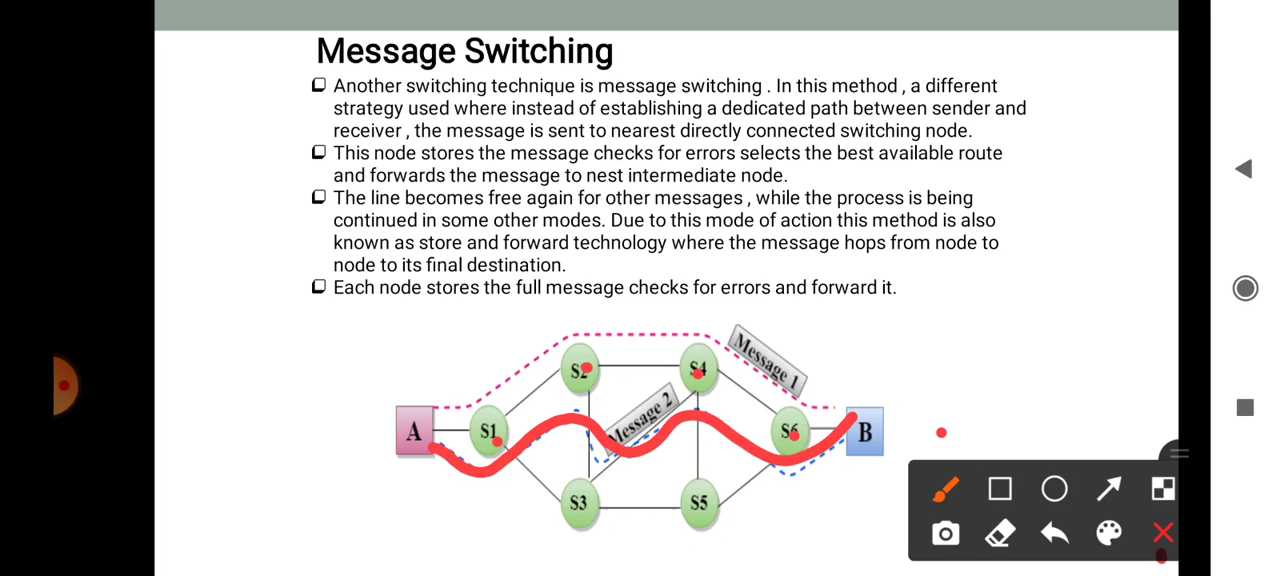 Message Switching
❑ Another switching technique is message switching . In this method , a different
strategy used where instead of establishing a dedicated path between sender and
receiver , the message is sent to nearest directly connected switching node.
❑ This node stores the message checks for errors selects the best available route
and forwards the message to nest intermediate node.
❑ The line becomes free again for other messages , while the process is being
continued in some other modes. Due to this mode of action this method is also
known as store and forward technology where the message hops from node to
node to its final destination.
❑ Each node stores the full message checks for errors and forward it.
Message 1
S2
S4
Message 2
A
S1
S6
B
S3
S5